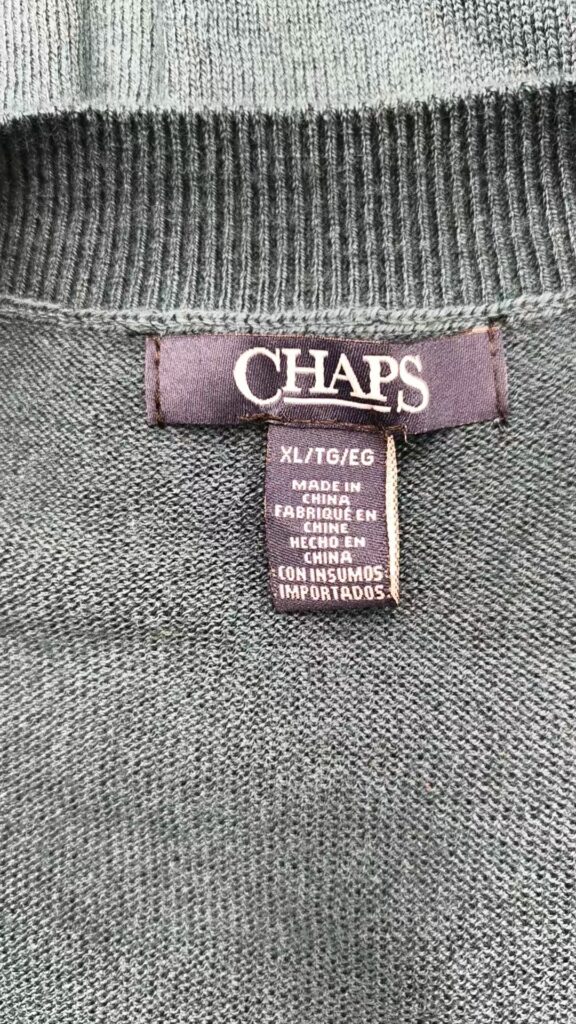 CHAPS
XL/TG/EG
MADE IN
CHINA
FABRIQUÉ EN
CHINE
HECHO EN
CHINA
CON INSUMOS
IMPORTADOS